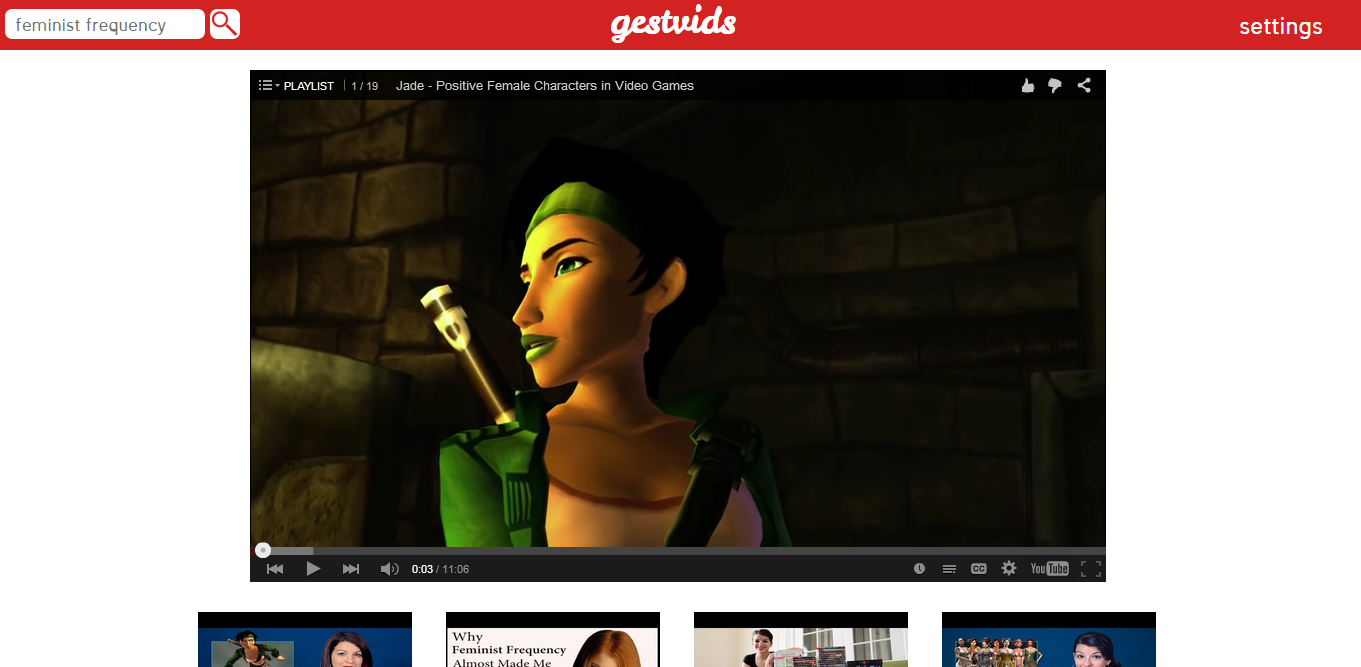 feminist frequency
gestvids
settings
PLAYLIST 1 / 19 Jade - Positive Female Characters in Video Games
0:03 / 11:06
CC
YouTube
Why
Feminist Frequency
Almost Made Me